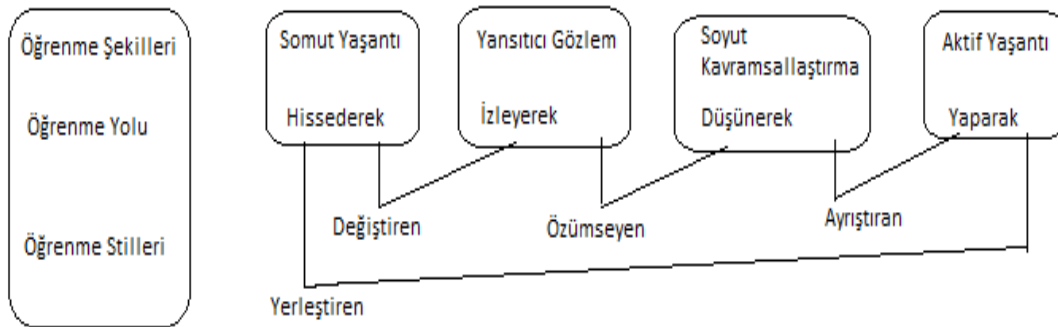 Öğrenme Şekilleri
Öğrenme Yolu
Öğrenme Stilleri
Somut Yaşantı
Hissederek
Yansıtıcı Gözlem
İzleyerek
Soyut
Kavramsallaştırma
Düşünerek
Aktif Yaşantı
Yaparak
Değiştiren
Özümseyen
Ayrıştıran
Yerleştiren